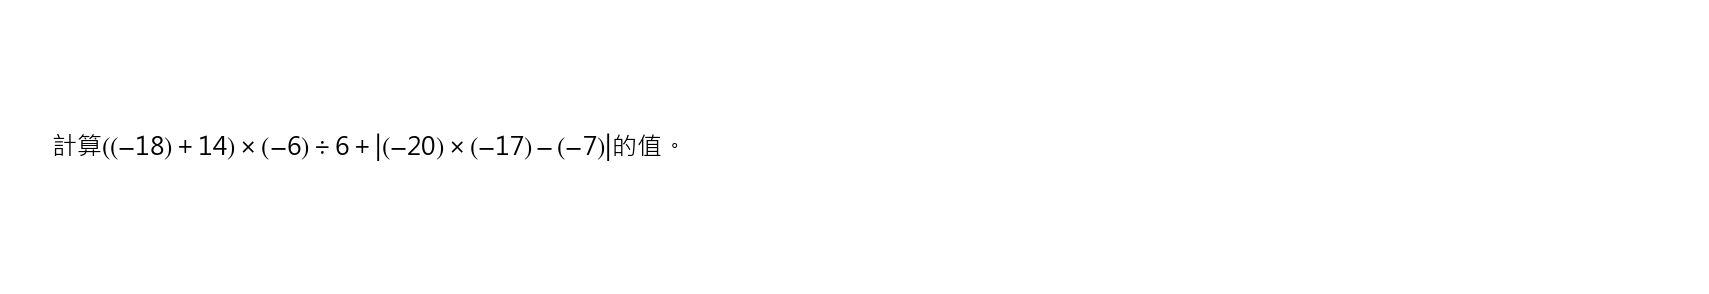 計算((−18) + 14) × (−6) ÷ 6 + |(−20) × (−17) − (−7)|的值。